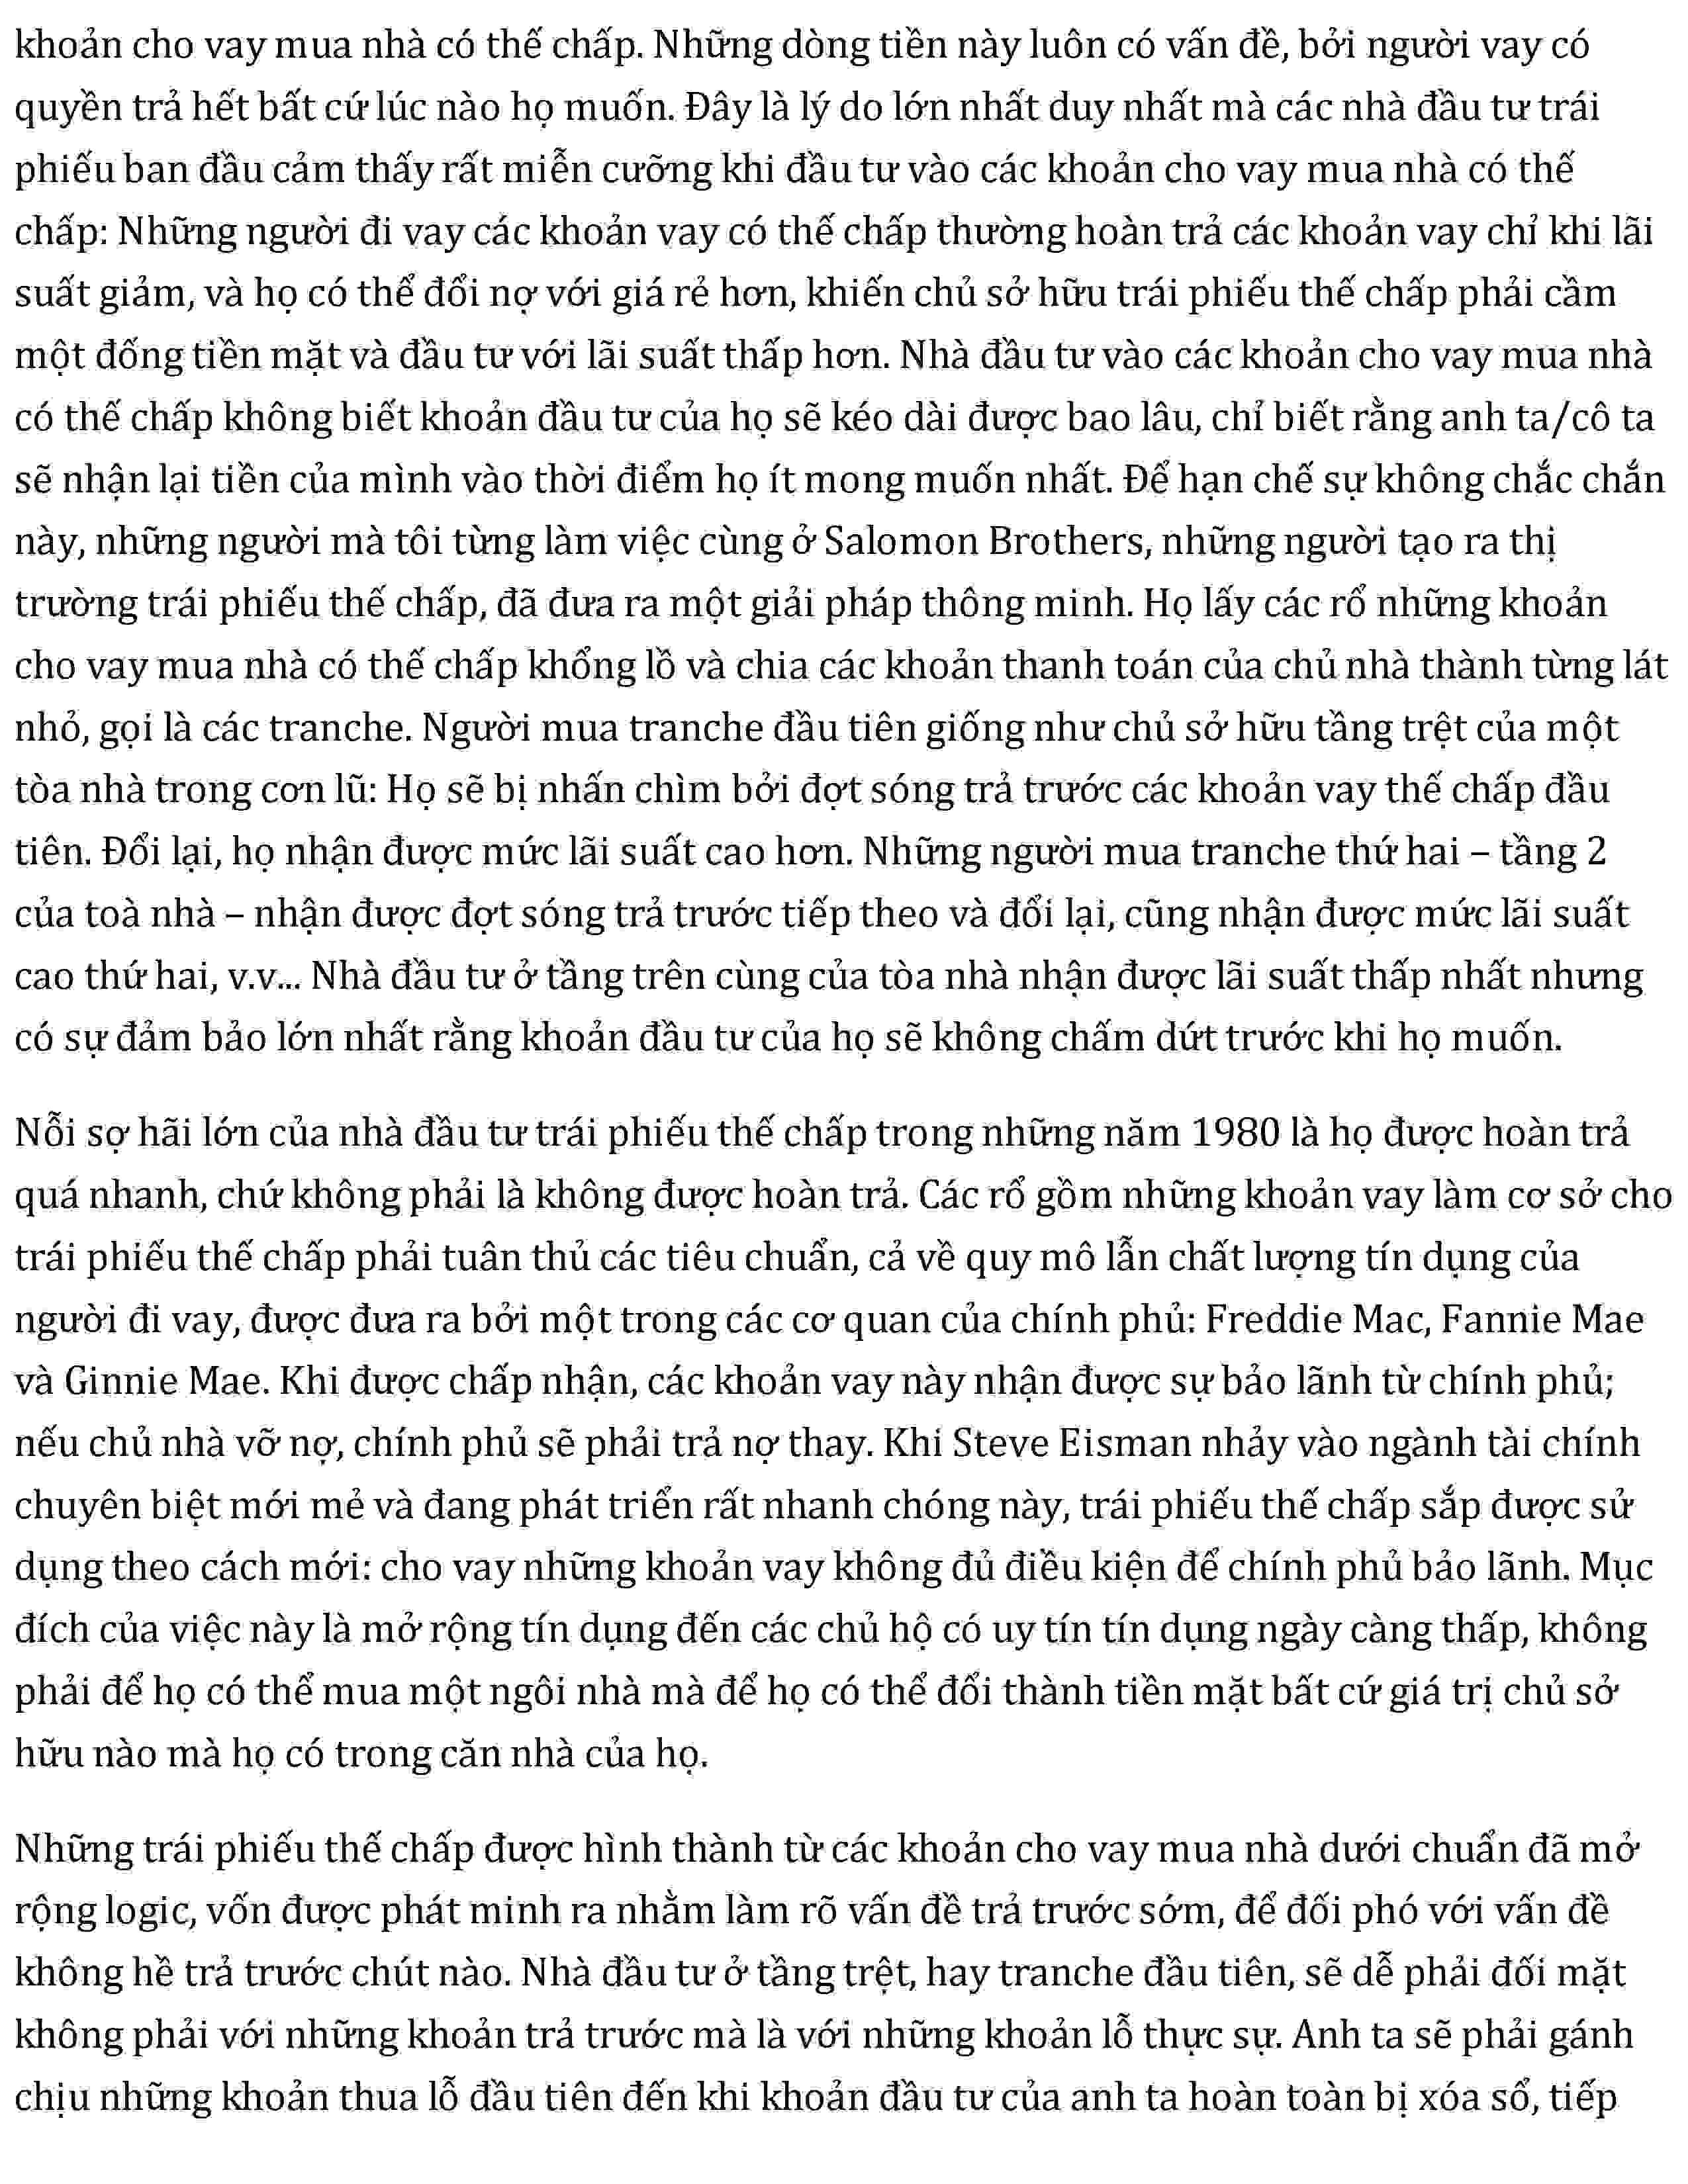 khoản cho vay mua nhà có thế chấp. Những dòng tiền này luôn có vấn đề, bởi người vay có
quyền trả hết bất cứ lúc nào họ muốn. Đây là lý do lớn nhất duy nhất mà các nhà đầu tư trái
phiếu ban đầu cảm thấy rất miễn cưỡng khi đầu tư vào các khoản cho vay mua nhà có thế
chấp: Những người đi vay các khoản vay có thế chấp thường hoàn trả các khoản vay chỉ khi lãi
suất giảm, và họ có thể đổi nợ với giá rẻ hơn, khiến chủ sở hữu trái phiếu thế chấp phải cầm
một đống tiền mặt và đầu tư với lãi suất thấp hơn. Nhà đầu tư vào các khoản cho vay mua nhà
có thế chấp không biết khoản đầu tư của họ sẽ kéo dài được bao lâu, chỉ biết rằng anh ta/cô ta
sẽ nhận lại tiền của mình vào thời điểm họ ít mong muốn nhất. Để hạn chế sự không chắc chắn
này, những người mà tôi từng làm việc cùng ở Salomon Brothers, những người tạo ra thị
trường trái phiếu thế chấp, đã đưa ra một giải pháp thông minh. Họ lấy các rổ những khoản
cho vay mua nhà có thế chấp khổng lồ và chia các khoản thanh toán của chủ nhà thành từng lát
nhỏ, gọi là các tranche. Người mua tranche đầu tiên giống như chủ sở hữu tầng trệt của một
tòa nhà trong cơn lũ: Họ sẽ bị nhấn chìm bởi đợt sóng trả trước các khoản vay thế chấp đầu
tiên. Đổi lại, họ nhận được mức lãi suất cao hơn. Những người mua tranche thứ hai – tầng 2
của toà nhà – nhận được đợt sóng trả trước tiếp theo và đổi lại, cũng nhận được mức lãi suất
cao thứ hai, v.v... Nhà đầu tư ở tầng trên cùng của tòa nhà nhận được lãi suất thấp nhất nhưng
có sự đảm bảo lớn nhất rằng khoản đầu tư của họ sẽ không chấm dứt trước khi họ muốn.
Nỗi sợ hãi lớn của nhà đầu tư trái phiếu thế chấp trong những năm 1980 là họ được hoàn trả
quá nhanh, chứ không phải là không được hoàn trả. Các rổ gồm những khoản vay làm cơ sở cho
trái phiếu thế chấp phải tuân thủ các tiêu chuẩn, cả về quy mô lẫn chất lượng tín dụng của
người đi vay, được đưa ra bởi một trong các cơ quan của chính phủ: Freddie Mac, Fannie Mae
và Ginnie Mae. Khi được chấp nhận, các khoản vay này nhận được sự bảo lãnh từ chính phủ;
nếu chủ nhà vỡ nợ, chính phủ sẽ phải trả nợ thay. Khi Steve Eisman nhảy vào ngành tài chính
chuyên biệt mới mẻ và đang phát triển rất nhanh chóng này, trái phiếu thế chấp sắp được sử
dụng theo cách mới: cho vay những khoản vay không đủ điều kiện để chính phủ bảo lãnh. Mục
đích của việc này là mở rộng tín dụng đến các chủ hộ có uy tín tín dụng ngày càng thấp, không
phải để họ có thể mua một ngôi nhà mà để họ có thể đổi thành tiền mặt bất cứ giá trị chủ sở
hữu nào mà họ có trong căn nhà của họ.
Những trái phiếu thế chấp được hình thành từ các khoản cho vay mua nhà dưới chuẩn đã mở
rộng logic, vốn được phát minh ra nhằm làm rõ vấn đề trả trước sớm, để đối phó với vấn đề
không hề trả trước chút nào. Nhà đầu tư ở tầng trệt, hay tranche đầu tiên, sẽ dễ phải đối mặt
không phải với những khoản trả trước mà là với những khoản lỗ thực sự. Anh ta sẽ phải gánh
chịu những khoản thua lỗ đầu tiên đến khi khoản đầu tư của anh ta hoàn toàn bị xóa sổ, tiếp